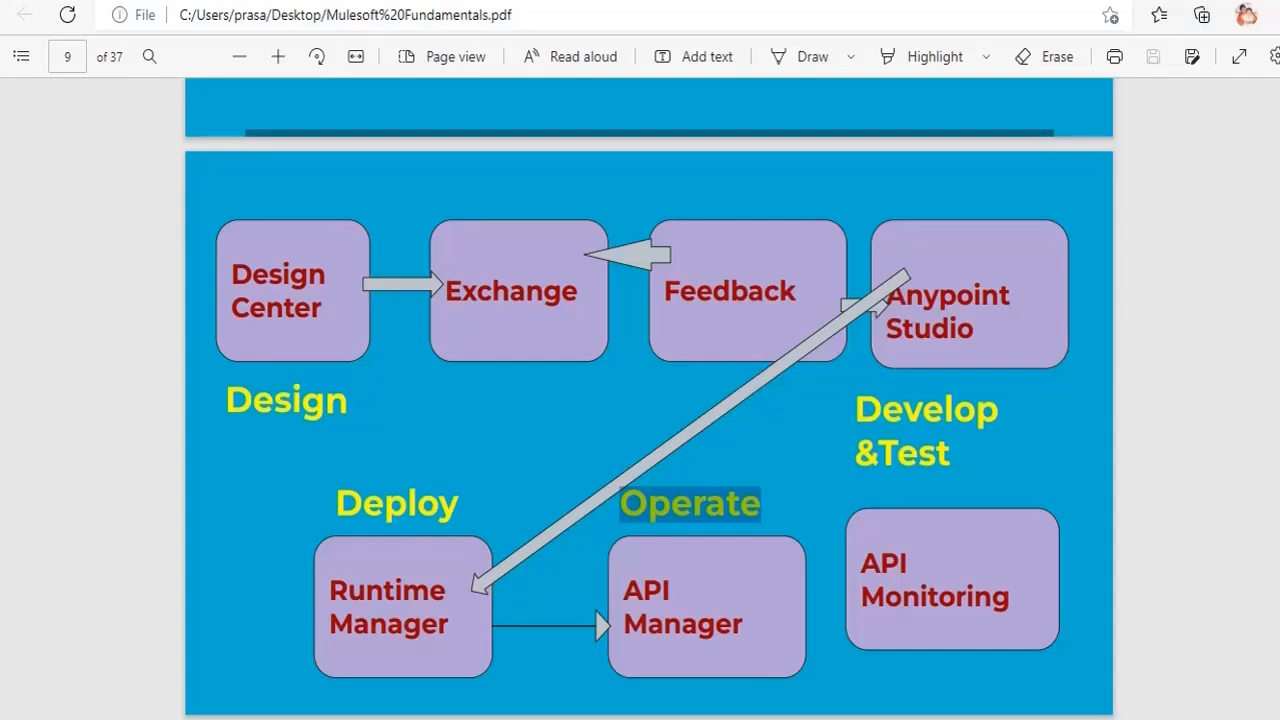 File
C:/Users/prasa/Desktop/Mulesoft%20Fundamentals.pdf
9 of 37
Page view
Read aloud
Add text
Draw
Highlight
Erase
Design
Center
Exchange
Feedback
Anypoint
Studio
Design
Develop
&Test
Deploy
Operate
Runtime
Manager
API
Manager
API
Monitoring